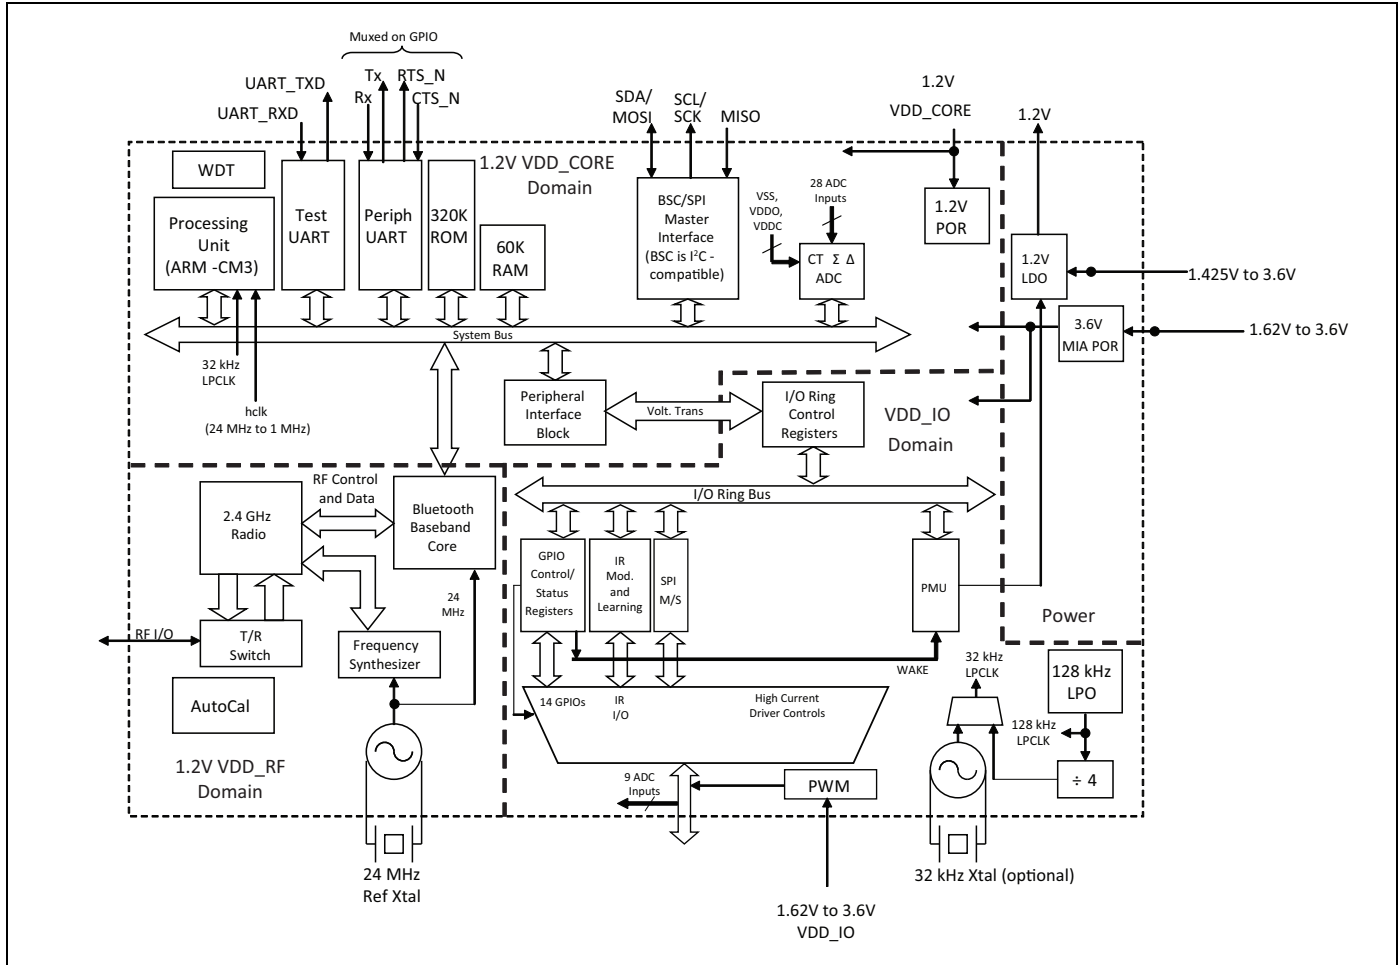 Muxed on GPIO
UART_TXD
Tx
RTS_N
UART_RXD
Rx
CTS_N
SDA/
MOSI
SCL/
SCK
MISO
1.2V
VDD_CORE
1.2V
WDT
1.2V VDD_CORE
Domain
Processing
Unit
(ARM -CM3)
Test
UART
Periph
UART
320K
ROM
60K
RAM
BSC/SPI
Master
Interface
(BSC is I²C -
compatible)
VSS,
VDDO,
VDDC
28 ADC
Inputs
CT Σ Δ
ADC
1.2V
POR
1.2V
LDO
1.425V to 3.6V
3.6V
MIA POR
1.62V to 3.6V
System Bus
32 kHz
LPCLK
hclk
(24 MHz to 1 MHz)
Peripheral
Interface
Block
Volt. Trans
I/O Ring
Control
Registers
VDD_IO
Domain
RF Control
and Data
I/O Ring Bus
2.4 GHz
Radio
Bluetooth
Baseband
Core
GPIO
Control/
Status
Registers
IR
Mod.
and
Learning
SPI
M/S
PMU
24
MHz
Power
RF I/O
T/R
Switch
Frequency
Synthesizer
WAKE
32 kHz
LPCLK
128 kHz
LPO
AutoCal
14 GPIOs
IR
I/O
High Current
Driver Controls
128 kHz
LPCLK
1.2V VDD_RF
Domain
9 ADC
Inputs
PWM
÷ 4
24 MHz
Ref Xtal
32 kHz Xtal (optional)
1.62V to 3.6V
VDD_IO